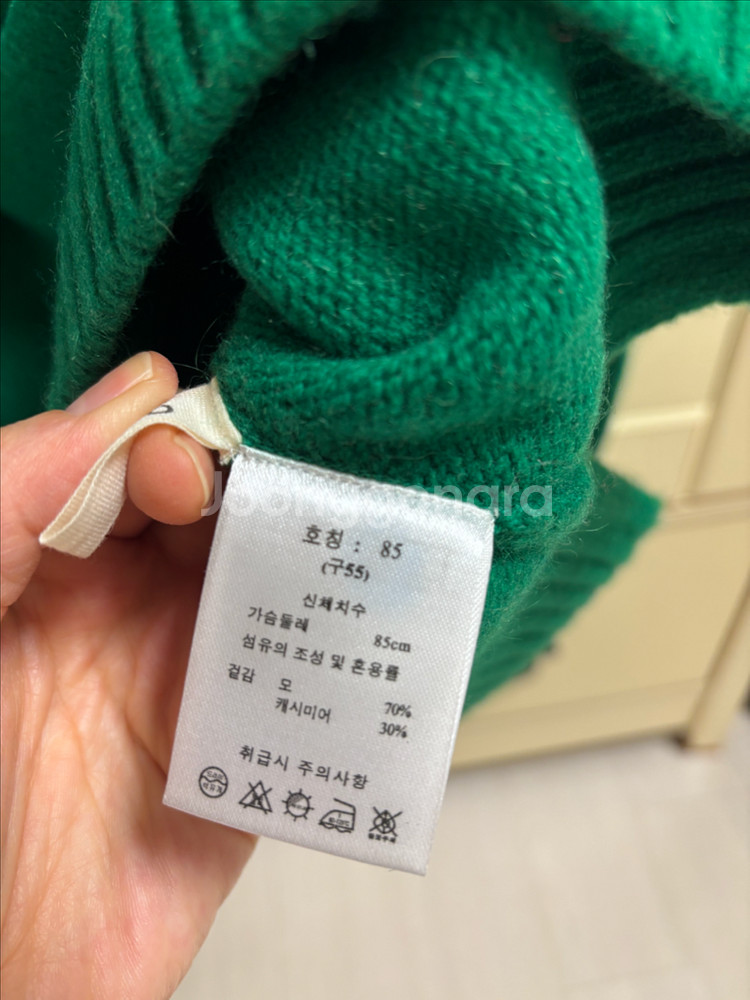 Joonggonara
호칭 : 85
(구55)
신체치수
가슴둘레 85cm
섬유의 조성 및 혼용률
겉감 모 70%
캐시미어 30%
취급시 주의사항